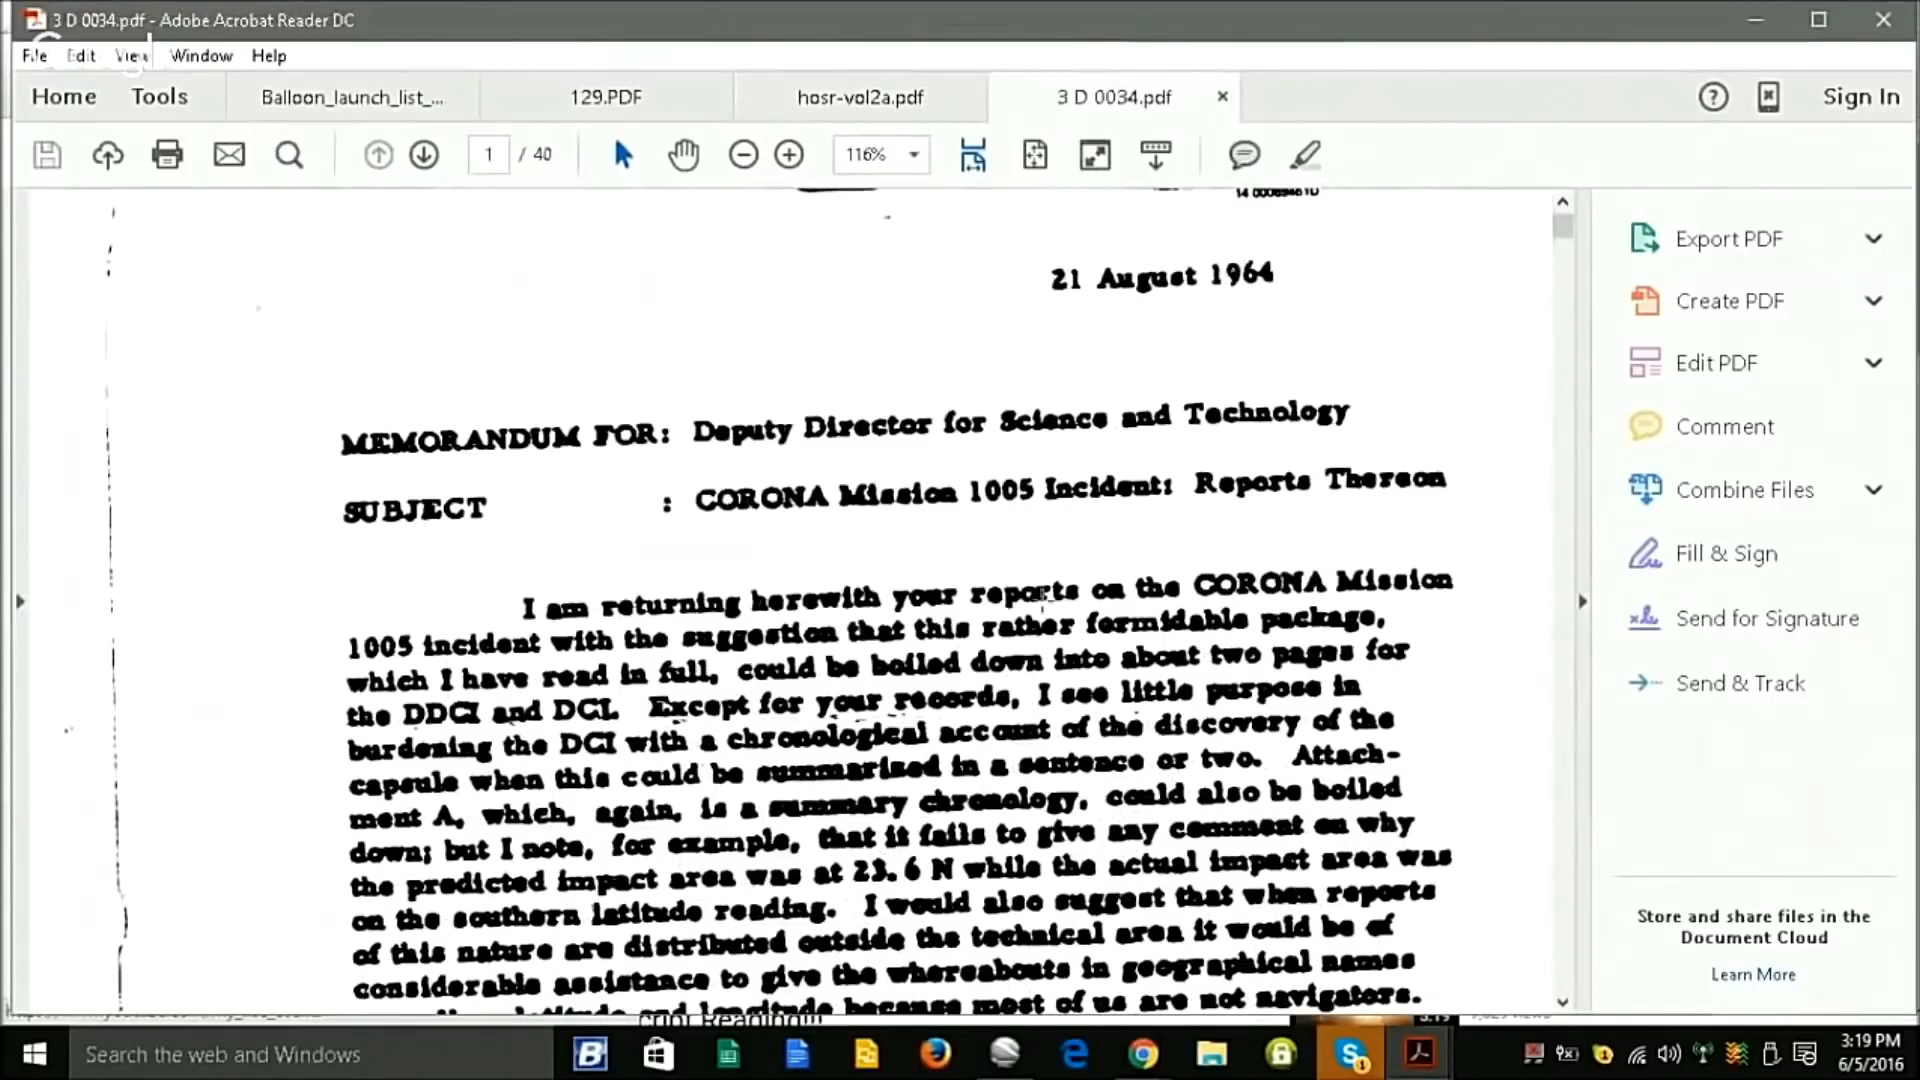 3 D 0034.pdf - Adobe Acrobat Reader DC
File Edit View Window Help
Home Tools Balloon_launch_list_... 129.PDF hosr-vol2a.pdf 3 D 0034.pdf × Sign In
1 / 40 116%
21 August 1964
MEMORANDUM FOR: Deputy Director for Science and Technology
SUBJECT : CORONA Mission 1005 Incident: Reports Thereon
I am returning herewith your reports on the CORONA Mission
1005 incident with the suggestion that this rather formidable package,
which I have read in full, could be boiled down into about two pages for
the DDCI and DCI. Except for your records, I see little purpose in
burdening the DCI with a chronological account of the discovery of the
capsule when this could be summarized in a sentence or two. Attach-
ment A, which, again, is a summary chronology, could also be boiled
down; but I note, for example, that it fails to give any comment on why
the predicted impact area was at 23.6 N while the actual impact area was
on the southern latitude reading. I would also suggest that when reports
of this nature are distributed outside the technical area it would be of
considerable assistance to give the whereabouts in geographical names
latitude and longitude because most of us are not navigators.
Export PDF
Create PDF
Edit PDF
Comment
Combine Files
Fill & Sign
Send for Signature
Send & Track
Store and share files in the
Document Cloud
Learn More
Search the web and Windows
3:19 PM
6/5/2016